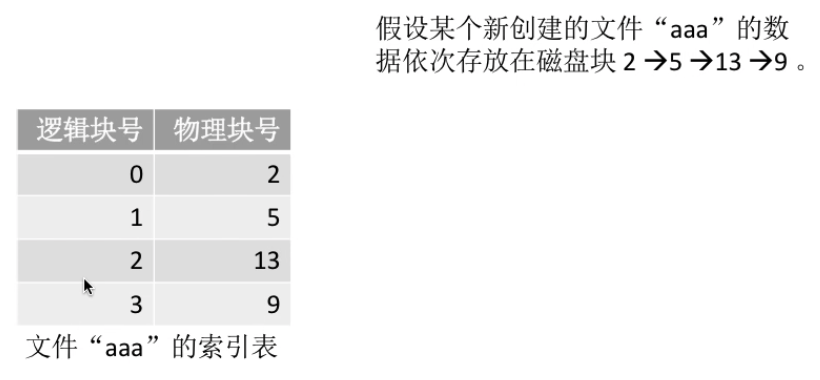 假设某个新创建的文件“aaa”的数
据依次存放在磁盘块 2 →5 →13 →9 。
逻辑块号 物理块号
0 2
1 5
2 13
3 9
文件“aaa”的索引表